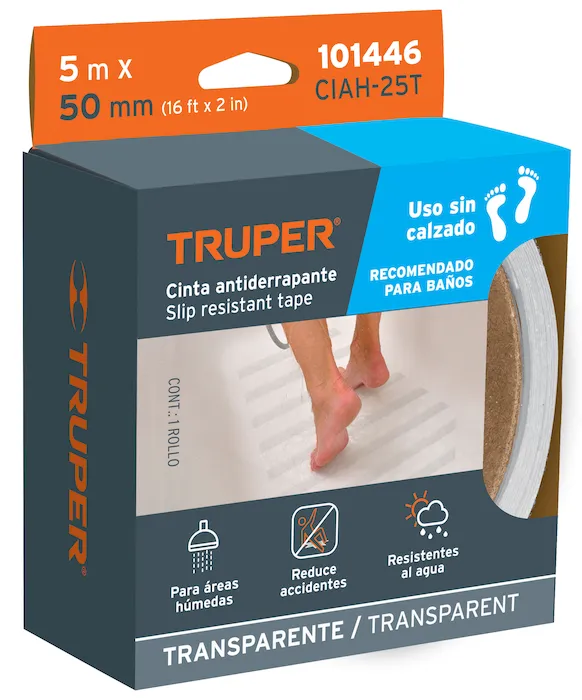 5 m X
50 mm (16 ft x 2 in)
101446
CIAH-25T
Uso sin
calzado
RECOMENDADO
PARA BAÑOS
TRUPER®
Cinta antiderrapante
Slip resistant tape
CONT.: 1 ROLLO
TRUPER®
Para áreas
húmedas
Reduce
accidentes
Resistentes
al agua
TRANSPARENTE / TRANSPARENT